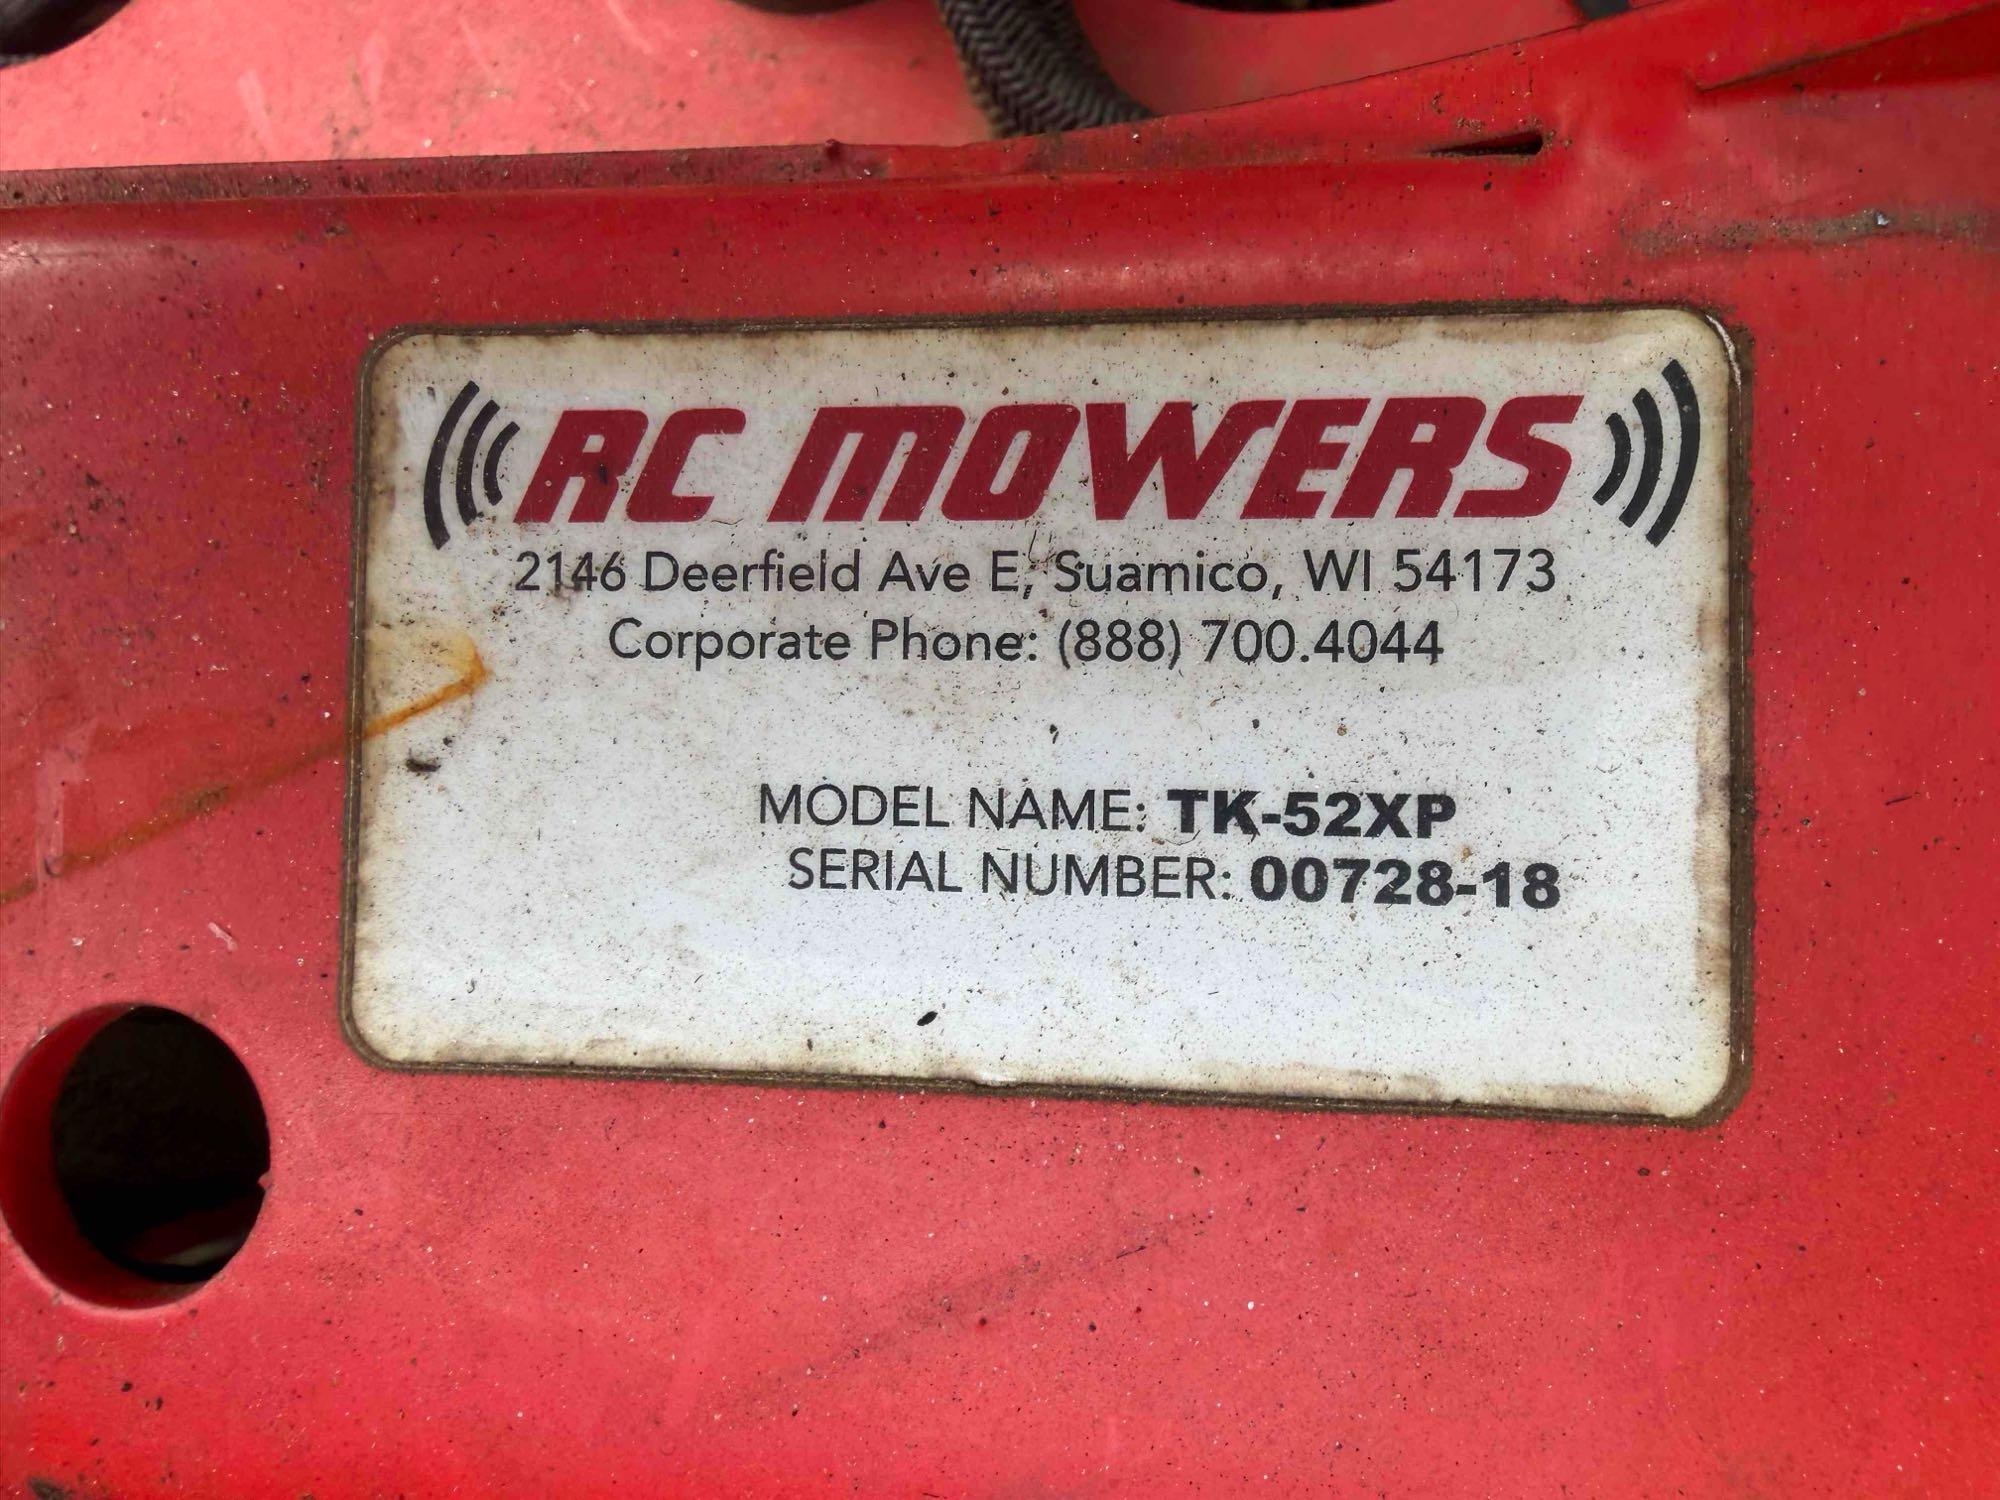 RC MOWERS
2146 Deerfield Ave E, Suamico, WI 54173
Corporate Phone: (888) 700.4044
MODEL NAME: TK-52XP
SERIAL NUMBER: 00728-18